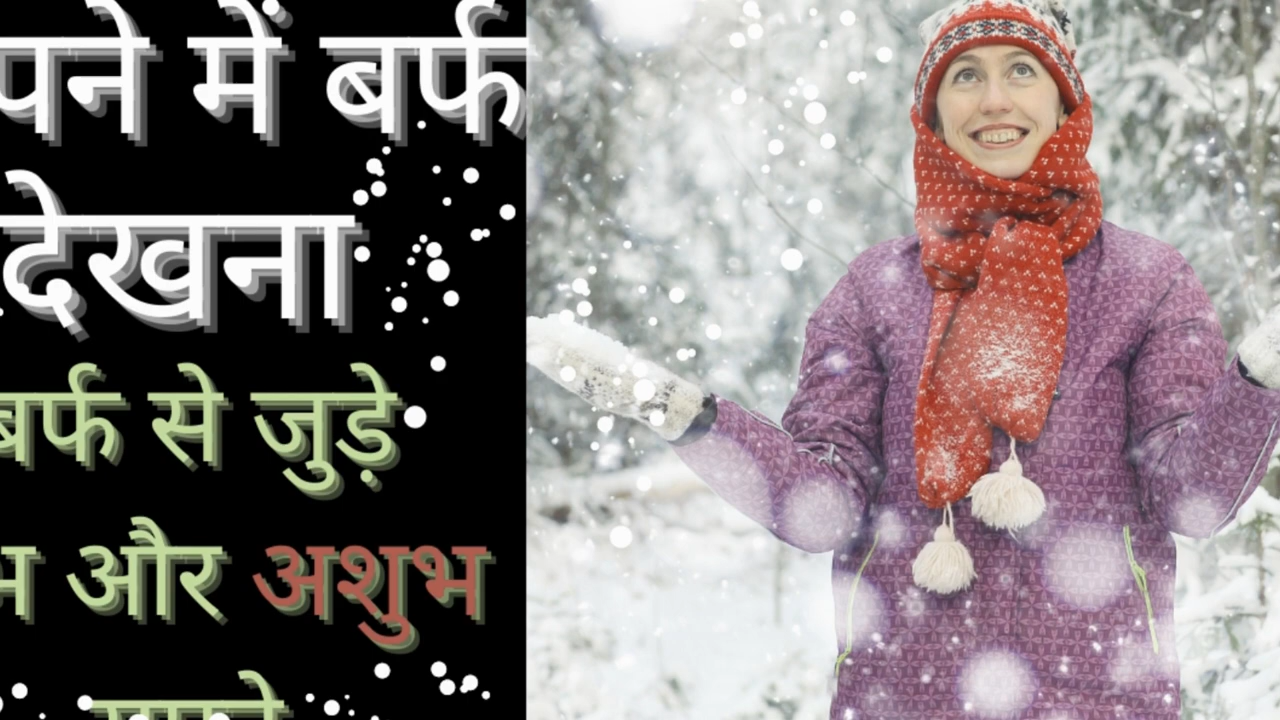 पने में बर्फ
देखना
बर्फ से जुड़े
और अशुभ